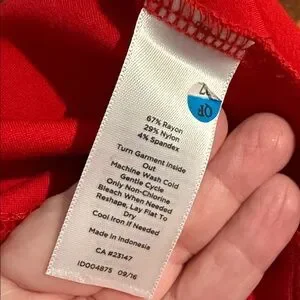 67% Rayon
29% Nylon
4% Spandex
Turn Garment Inside
Out
Machine Wash Cold
Gentle Cycle
Only Non-Chlorine
Bleach When Needed
Reshape, Lay Flat To
Dry
Cool Iron If Needed
Made in Indonesia
CA #23147
ID004875 09/16